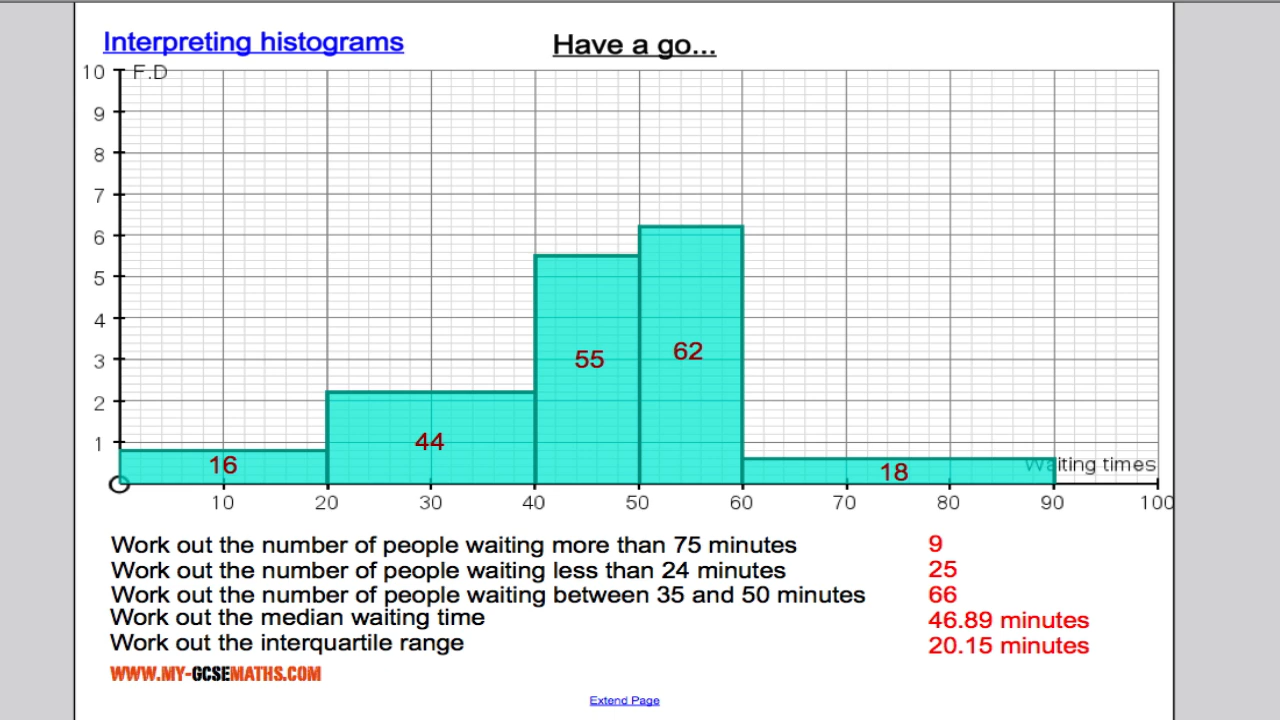 Interpreting histograms
Have a go...
F.D
10
9
8
7
6
5
4
3
2
1
16
44
55
62
18
Waiting times
10 20 30 40 50 60 70 80 90 100
Work out the number of people waiting more than 75 minutes 9
Work out the number of people waiting less than 24 minutes 25
Work out the number of people waiting between 35 and 50 minutes 66
Work out the median waiting time 46.89 minutes
Work out the interquartile range 20.15 minutes
WWW.MY-GCSEMATHS.COM
Extend Page